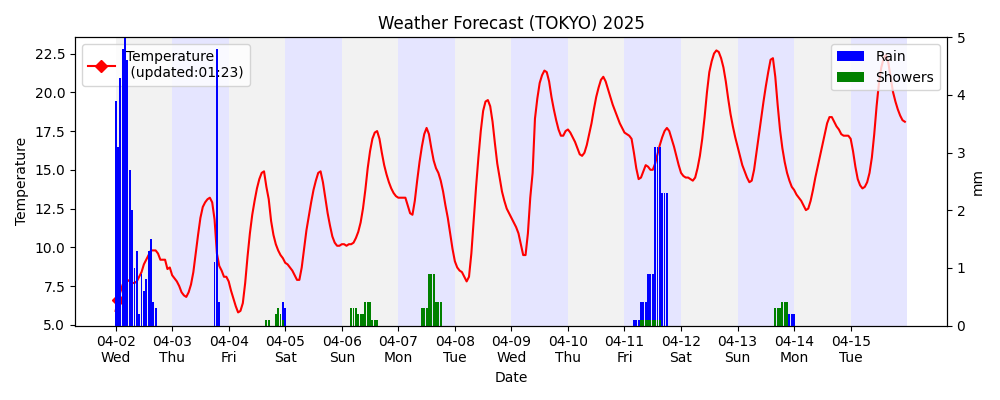 Weather Forecast (TOKYO) 2025
Temperature
(updated:01:23)
Rain
Showers
22.5
20.0
17.5
15.0
12.5
10.0
7.5
5.0
Temperature
5
4
3
2
1
0
mm
04-02 04-03 04-04 04-05 04-06 04-07 04-08 04-09 04-10 04-11 04-12 04-13 04-14 04-15
Wed Thu Fri Sat Sun Mon Tue Wed Thu Fri Sat Sun Mon Tue
Date